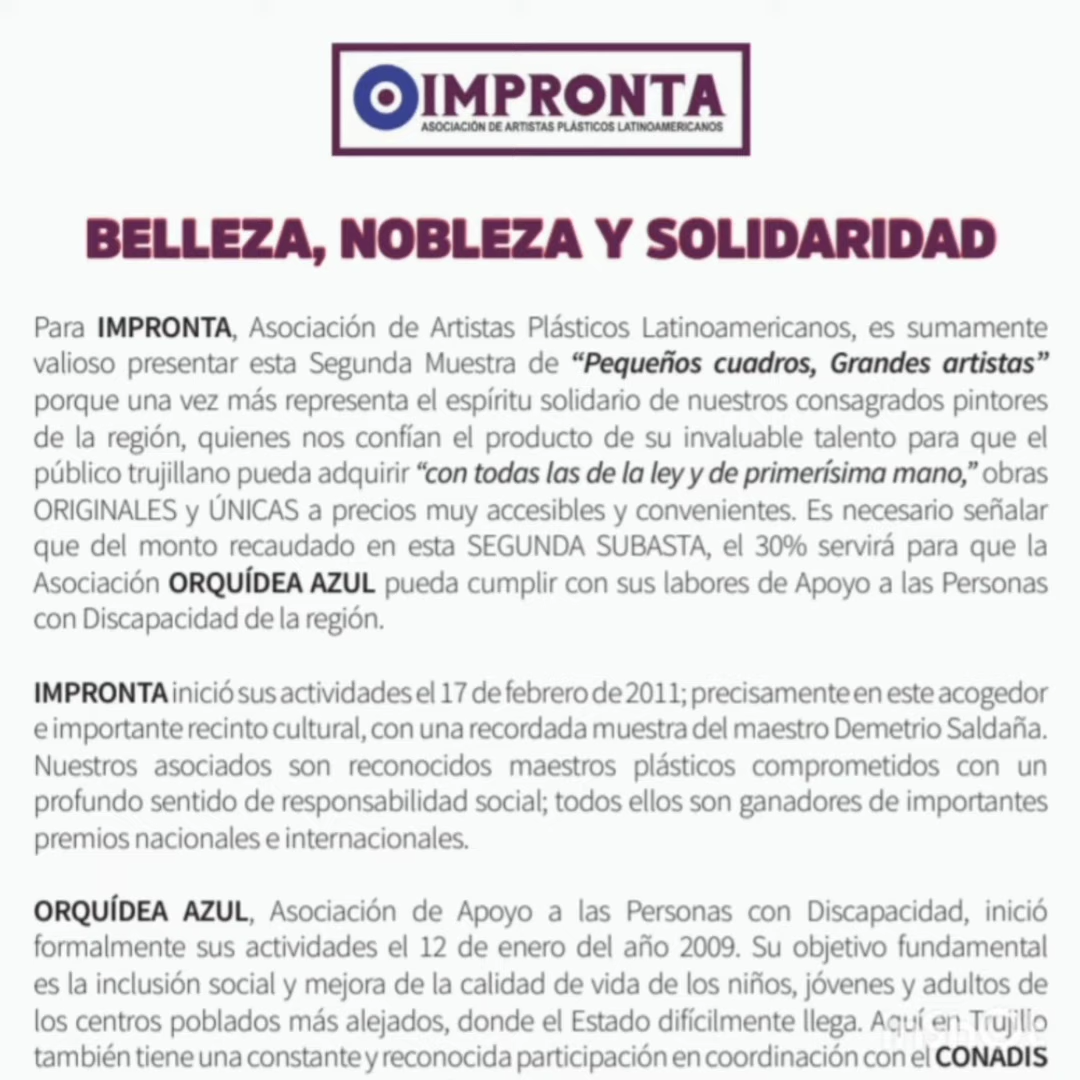 IMPRONTA
ASOCIACIÓN DE ARTISTAS PLÁSTICOS LATINOAMERICANOS
BELLEZA, NOBLEZA Y SOLIDARIDAD
Para IMPRONTA, Asociación de Artistas Plásticos Latinoamericanos, es sumamente
valioso presentar esta Segunda Muestra de “Pequeños cuadros, Grandes artistas”
porque una vez más representa el espíritu solidario de nuestros consagrados pintores
de la región, quienes nos confían el producto de su invaluable talento para que el
público trujillano pueda adquirir “con todas las de la ley y de primerísima mano,” obras
ORIGINALES y ÚNICAS a precios muy accesibles y convenientes. Es necesario señalar
que del monto recaudado en esta SEGUNDA SUBASTA, el 30% servirá para que la
Asociación ORQUÍDEA AZUL pueda cumplir con sus labores de Apoyo a las Personas
con Discapacidad de la región.
IMPRONTA inició sus actividades el 17 de febrero de 2011; precisamente en este acogedor
e importante recinto cultural, con una recordada muestra del maestro Demetrio Saldaña.
Nuestros asociados son reconocidos maestros plásticos comprometidos con un
profundo sentido de responsabilidad social; todos ellos son ganadores de importantes
premios nacionales e internacionales.
ORQUÍDEA AZUL, Asociación de Apoyo a las Personas con Discapacidad, inició
formalmente sus actividades el 12 de enero del año 2009. Su objetivo fundamental
es la inclusión social y mejora de la calidad de vida de los niños, jóvenes y adultos de
los centros poblados más alejados, donde el Estado difícilmente llega. Aquí en Trujillo
también tiene una constante y reconocida participación en coordinación con el CONADIS